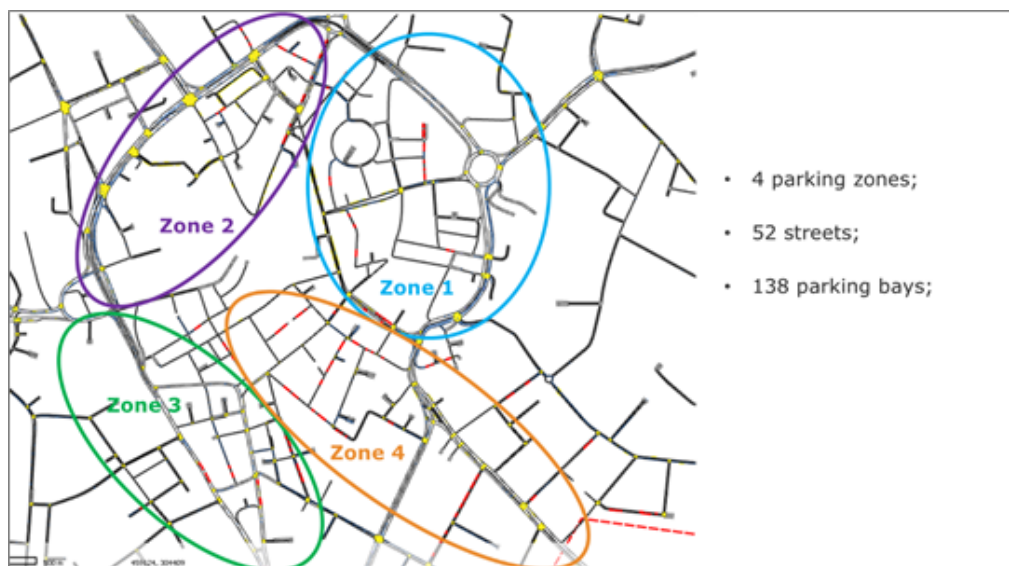 Zone 2
Zone 1
Zone 3
Zone 4
• 4 parking zones;
• 52 streets;
• 138 parking bays;